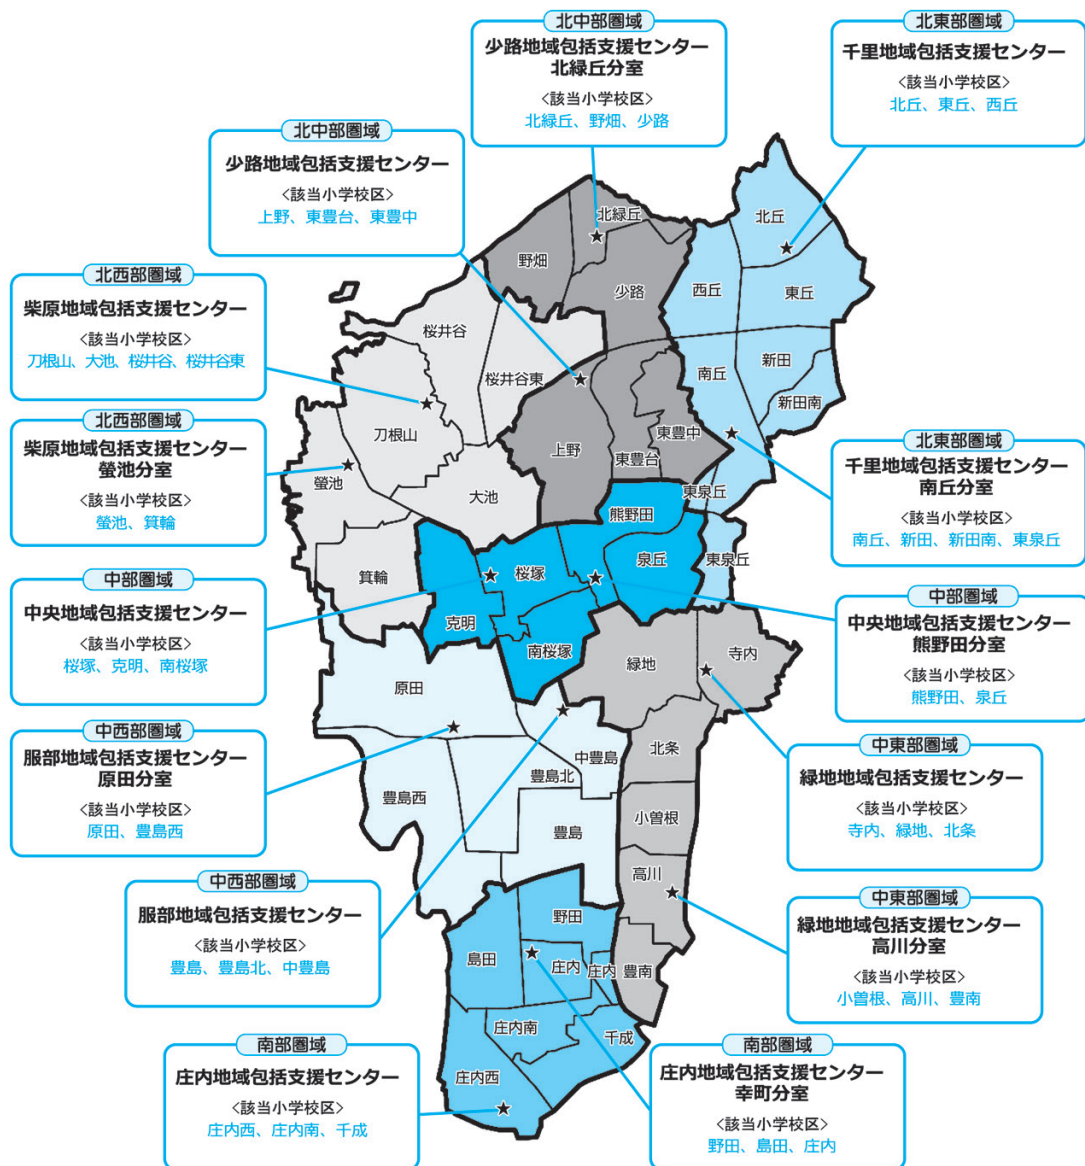 北中部圏域
少路地域包括支援センター
北緑丘分室
<該当小学校区>
北緑丘、野畑、少路
北東部圏域
千里地域包括支援センター
<該当小学校区>
北丘、東丘、西丘
北中部圏域
少路地域包括支援センター
<該当小学校区>
上野、東豊台、東豊中
北西部圏域
柴原地域包括支援センター
<該当小学校区>
刀根山、大池、桜井谷、桜井谷東
北西部圏域
柴原地域包括支援センター
螢池分室
<該当小学校区>
螢池、箕輪
北東部圏域
千里地域包括支援センター
南丘分室
<該当小学校区>
南丘、新田、新田南、東泉丘
中部圏域
中央地域包括支援センター
<該当小学校区>
桜塚、克明、南桜塚
中部圏域
中央地域包括支援センター
熊野田分室
<該当小学校区>
熊野田、泉丘
中西部圏域
服部地域包括支援センター
原田分室
<該当小学校区>
原田、豊島西
中東部圏域
緑地地域包括支援センター
<該当小学校区>
寺内、緑地、北条
中西部圏域
服部地域包括支援センター
<該当小学校区>
豊島、豊島北、中豊島
中東部圏域
緑地地域包括支援センター
高川分室
<該当小学校区>
小曽根、高川、豊南
南部圏域
庄内地域包括支援センター
<該当小学校区>
庄内西、庄内南、千成
南部圏域
庄内地域包括支援センター
幸町分室
<該当小学校区>
野田、島田、庄内
北丘
北緑丘
野畑
少路
西丘
東丘
桜井谷
桜井谷東
南丘
新田
新田南
刀根山
上野
東豊中
東豊台
螢池
大池
東泉丘
熊野田
箕輪
桜塚
泉丘
東泉丘
克明
南桜塚
緑地
寺内
原田
北条
中豊島
豊島北
豊島西
小曽根
豊島
高川
野田
島田
庄内
庄内
豊南
庄内南
千成
庄内西